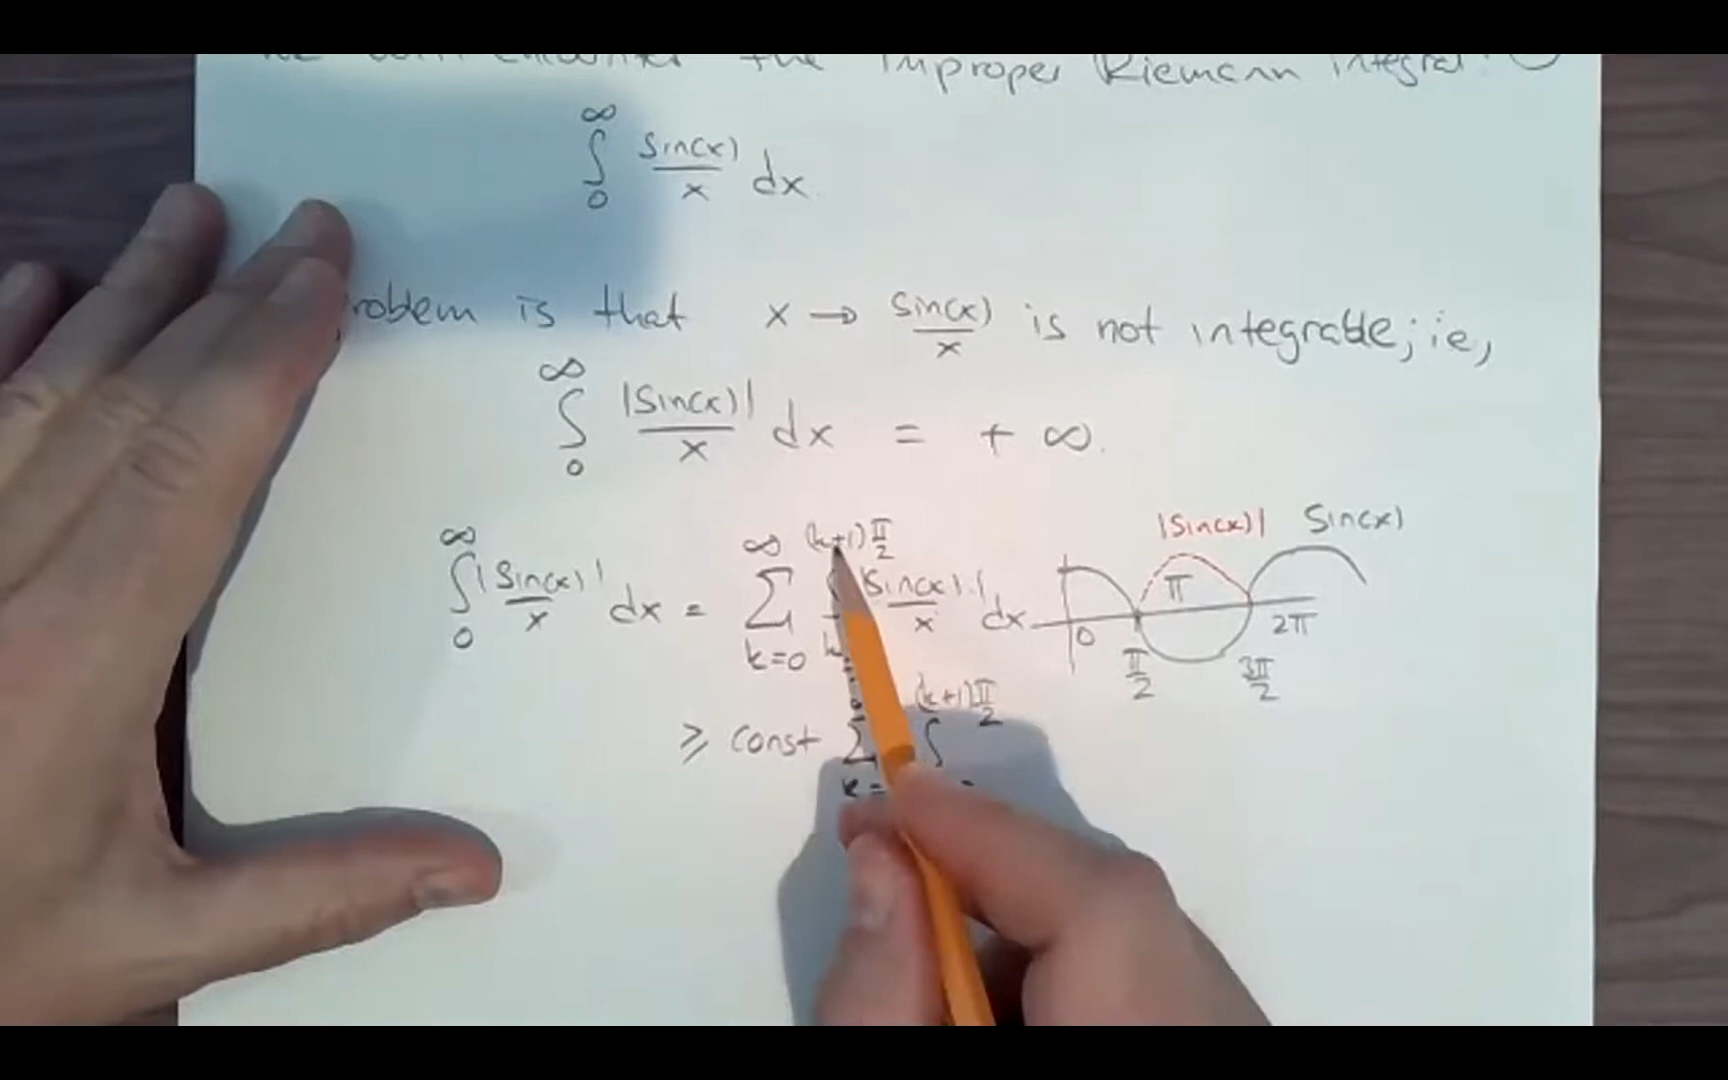 the improper Riemann integral
∞
∫ sin(x)/x dx
0
problem is that x → sin(x)/x is not integrable; ie,
∞
∫ |sin(x)|/x dx = + ∞.
0
|sin(x)| sin(x)
∞ ∞ (k+1)π/2
∫ |sin(x)/x| dx = Σ |sin(x)/x| dx
0 k=0 k
π
0 π/2 3π/2 2π
(k+1)π/2
≥ const Σ ∫
k=